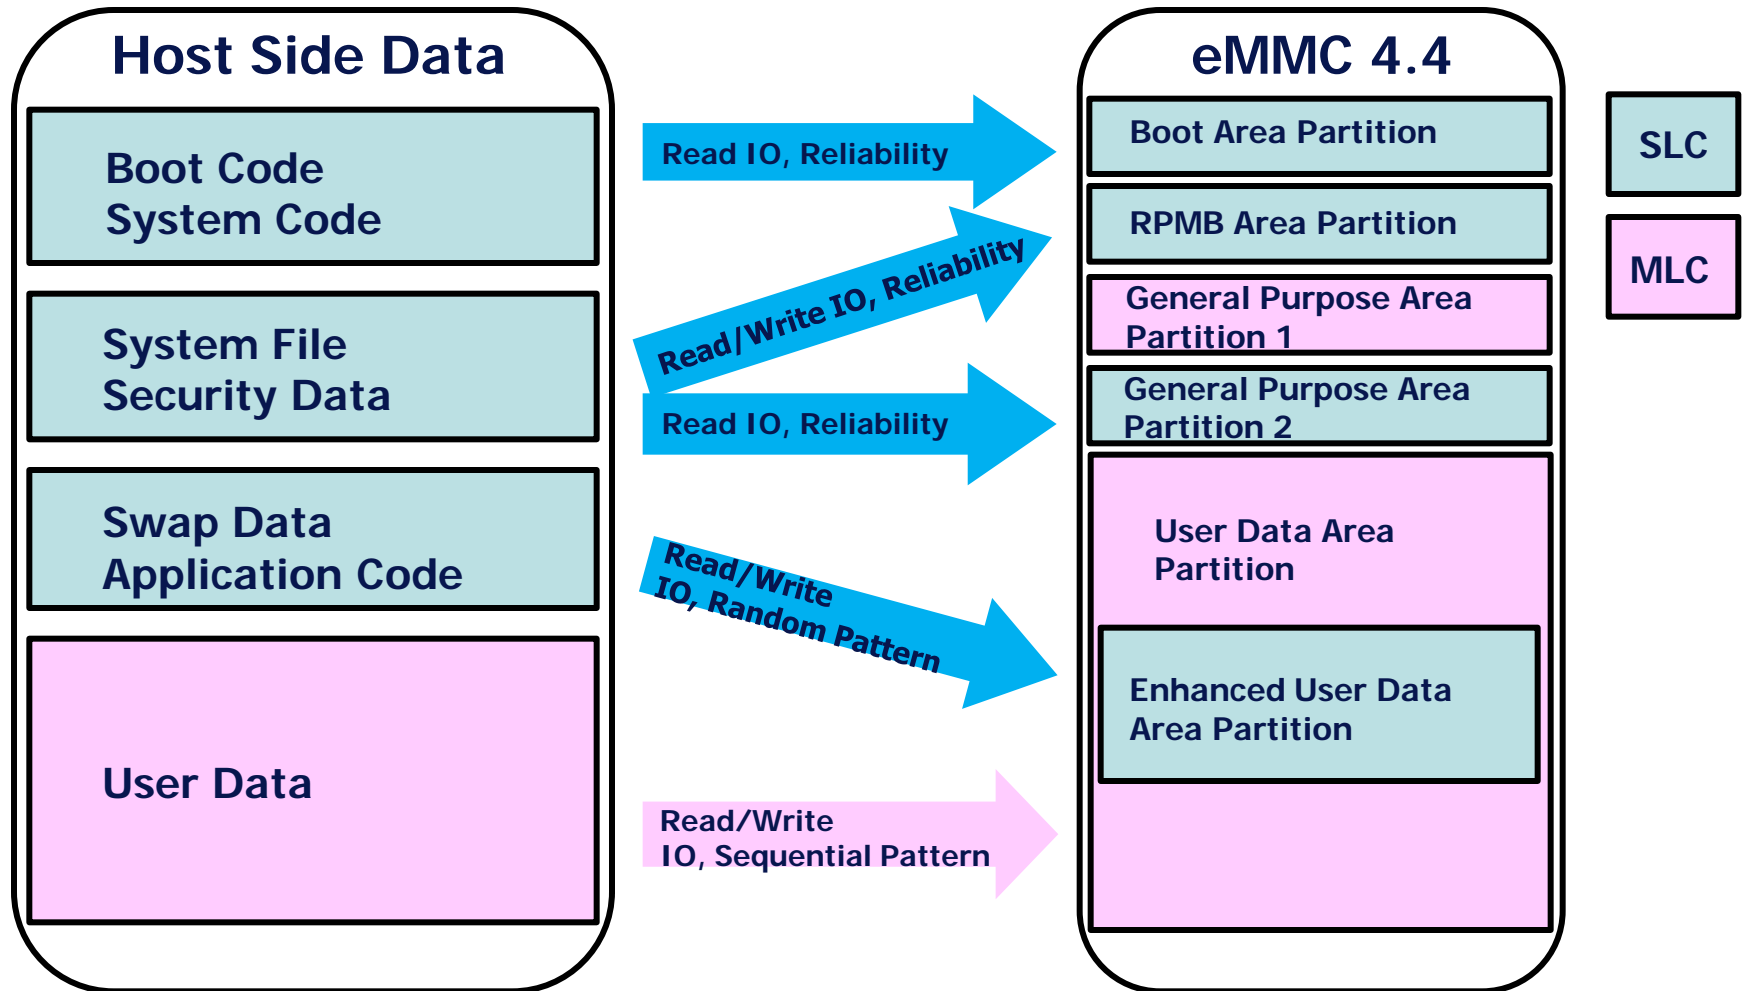 Host Side Data
Boot Code
System Code
System File
Security Data
Swap Data
Application Code
User Data
Read IO, Reliability
Read/Write IO, Reliability
Read IO, Reliability
Read/Write
IO, Random Pattern
Read/Write
IO, Sequential Pattern
eMMC 4.4
Boot Area Partition
RPMB Area Partition
General Purpose Area
Partition 1
General Purpose Area
Partition 2
User Data Area
Partition
Enhanced User Data
Area Partition
SLC
MLC